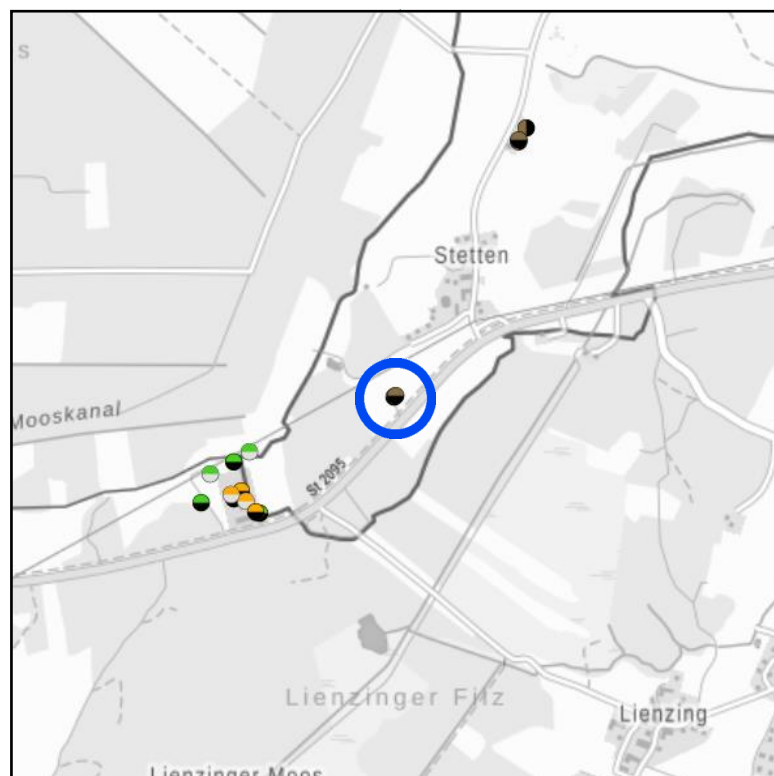 s
Stetten
Mooskanal
St 2095
Lienzinger Filz
Lienzing
Lienzinger Moos